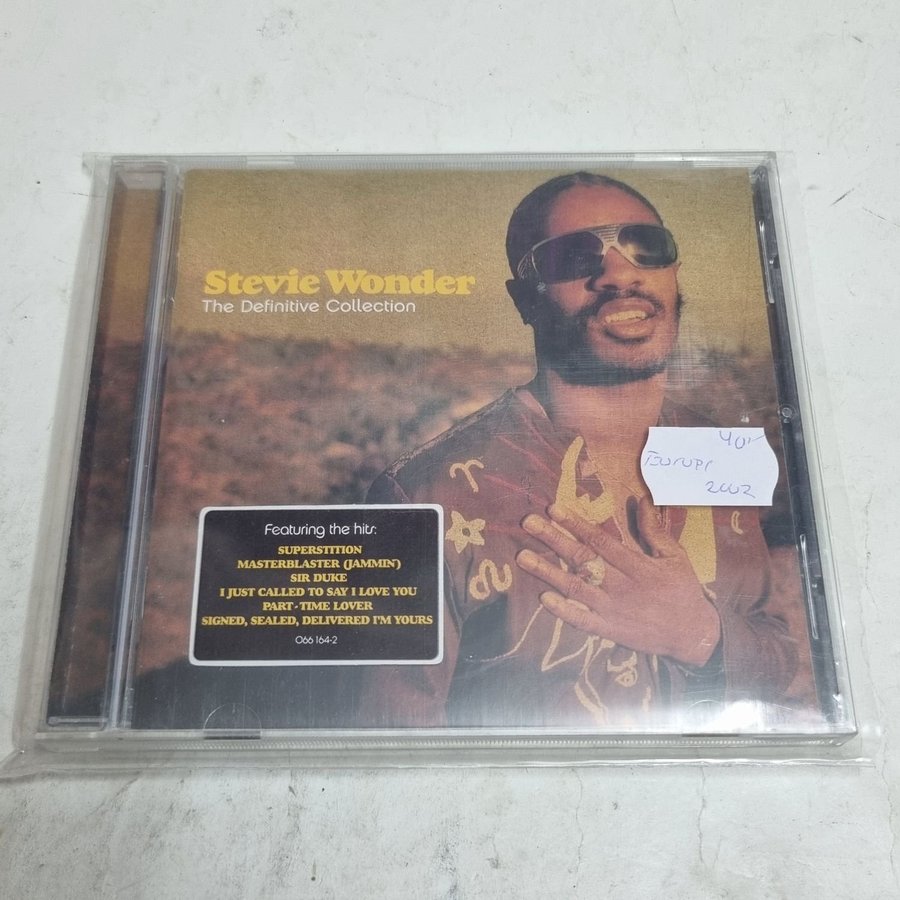 Stevie Wonder
The Definitive Collection
40:-
Europe
2002
Featuring the hits:
SUPERSTITION
MASTERBLASTER (JAMMIN')
SIR DUKE
I JUST CALLED TO SAY I LOVE YOU
PART-TIME LOVER
SIGNED, SEALED, DELIVERED I'M YOURS
066 164-2